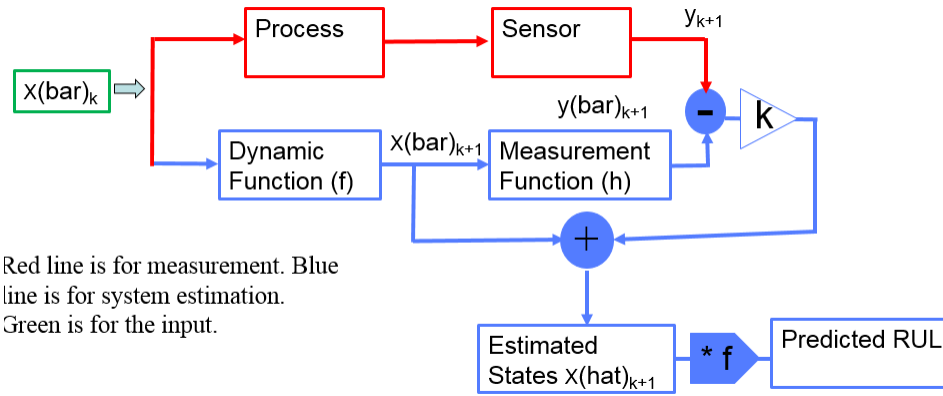 Process
Sensor
yₖ₊₁
X(bar)ₖ
y(bar)ₖ₊₁
-
k
Dynamic
Function (f)
X(bar)ₖ₊₁
Measurement
Function (h)
+
Red line is for measurement. Blue
line is for system estimation.
Green is for the input.
Estimated
States X(hat)ₖ₊₁
* f
Predicted RUL